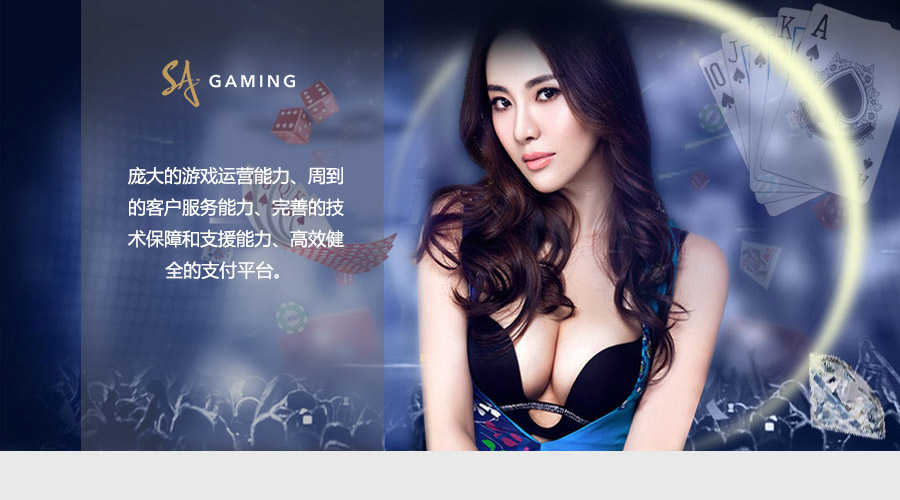 SA GAMING
庞大的游戏运营能力、周到
的客户服务能力、完善的技
术保障和支援能力、高效健
全的支付平台。
10 J Q K A